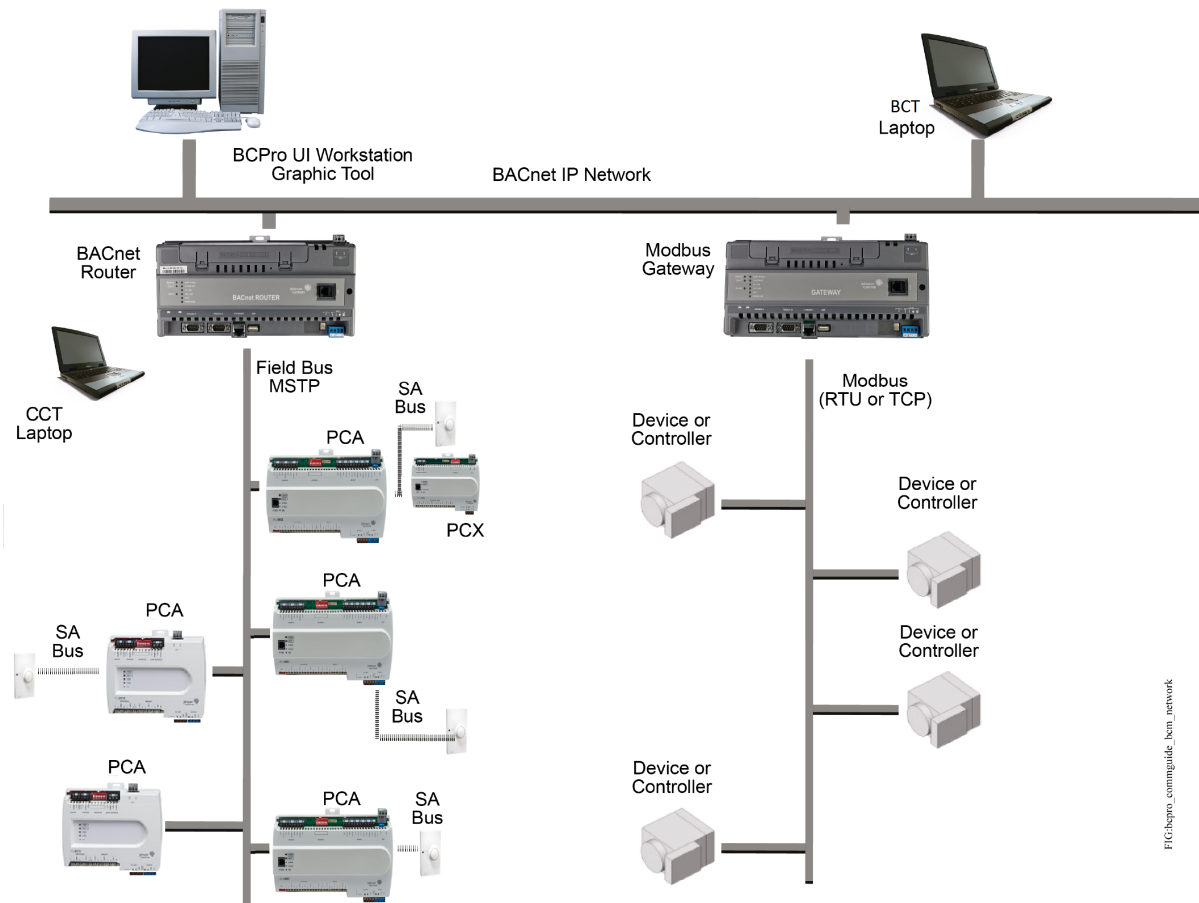 BCT
Laptop
BCPro UI Workstation
Graphic Tool
BACnet IP Network
BACnet
Router
BACnet ROUTER
Modbus
Gateway
GATEWAY
CCT
Laptop
Field Bus
MSTP
SA
Bus
PCA
PCX
Modbus
(RTU or TCP)
Device or
Controller
Device or
Controller
PCA
PCA
SA
Bus
SA
Bus
Device or
Controller
PCA
PCA
SA
Bus
Device or
Controller
FIG:bcpro_commguide_bcm_network